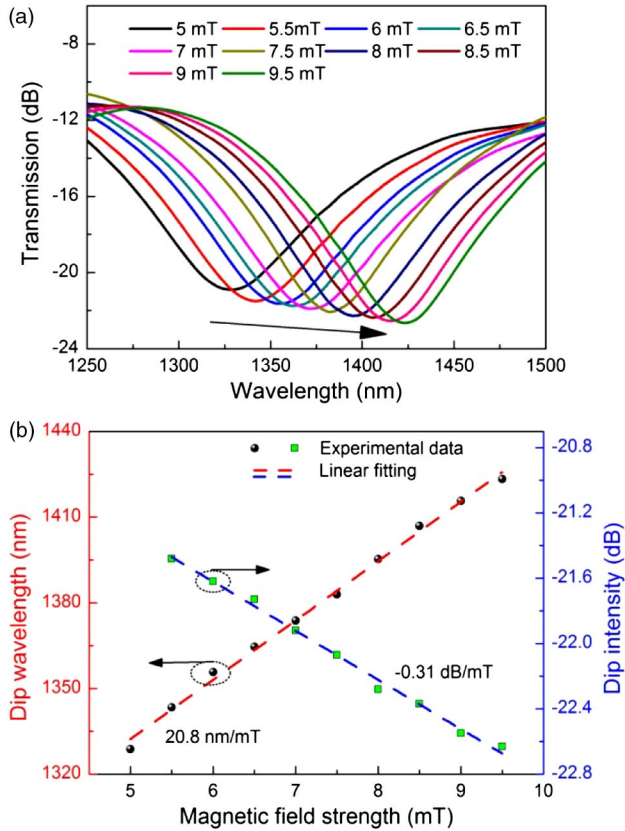 (a)
5 mT 5.5mT 6 mT 6.5 mT
7 mT 7.5 mT 8 mT 8.5 mT
9 mT 9.5 mT
Transmission (dB)
-8
-12
-16
-20
-24
1250 1300 1350 1400 1450 1500
Wavelength (nm)
(b)
Experimental data
Linear fitting
Dip wavelength (nm)
1440
1410
1380
1350
1320
-20.8
-21.2
-21.6
-22.0
-22.4
-22.8
Dip intensity (dB)
-0.31 dB/mT
20.8 nm/mT
5 6 7 8 9 10
Magnetic field strength (mT)